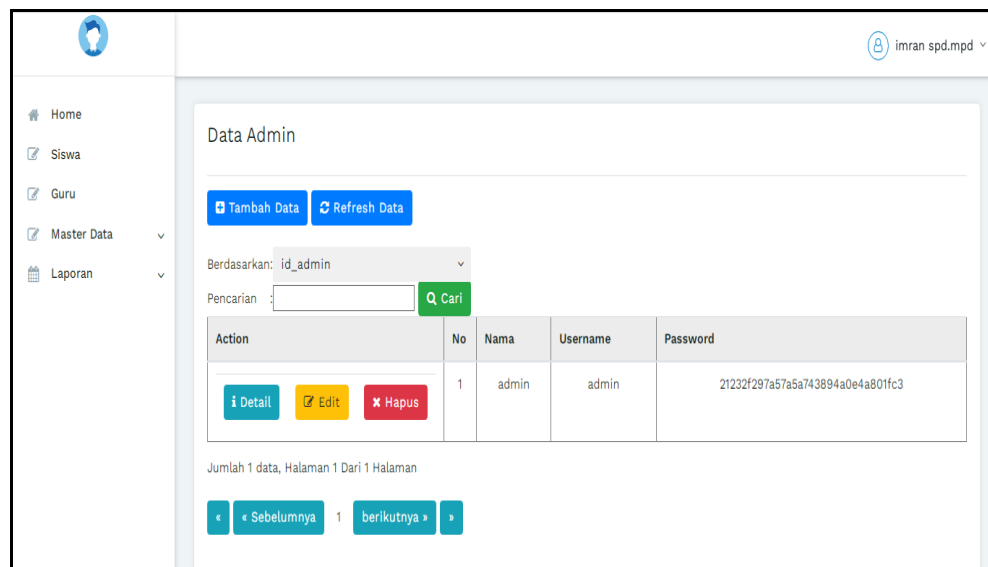 imran spd.mpd
Home
Siswa
Guru
Master Data
Laporan
Data Admin
Tambah Data Refresh Data
Berdasarkan: id_admin
Pencarian : Cari
Action No Nama Username Password
Detail Edit Hapus 1 admin admin 21232f297a57a5a743894a0e4a801fc3
Jumlah 1 data, Halaman 1 Dari 1 Halaman
« « Sebelumnya 1 berikutnya » »